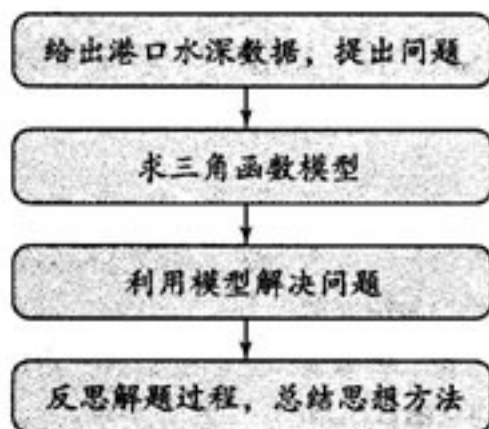 给出港口水深数据，提出问题
求三角函数模型
利用模型解决问题
反思解题过程，总结思想方法